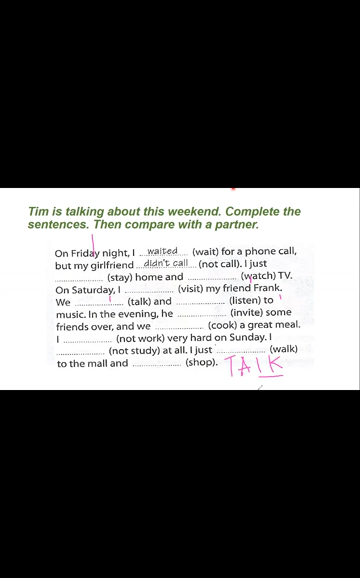 Tim is talking about this weekend. Complete the
sentences. Then compare with a partner.
On Friday night, I waited (wait) for a phone call,
but my girlfriend didn't call (not call). I just
.................... (stay) home and .................... (watch) TV.
On Saturday, I .................... (visit) my friend Frank.
We .................... (talk) and .................... (listen) to
music. In the evening, he .................... (invite) some
friends over, and we .................... (cook) a great meal.
I .................... (not work) very hard on Sunday. I
.................... (not study) at all. I just .................... (walk)
to the mall and .................... (shop).
TALK